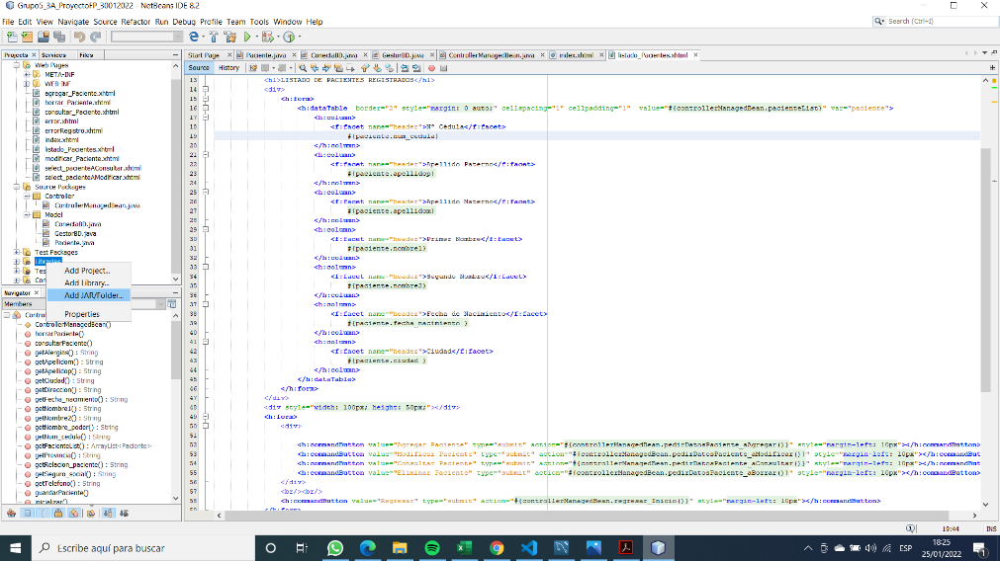 Grupo5_3A_ProyectoFP_30012022 - NetBeans IDE 8.2
File Edit View Navigate Source Refactor Run Debug Profile Team Tools Window Help
Search (Ctrl+I)
Projects Services Files
Start Page Paciente.java ConectaBD.java GestorBD.java ControllerManagedBean.java index.xhtml listado_Pacientes.xhtml
Source History
Web Pages
META-INF
WEB-INF
agregar_Paciente.xhtml
borrar_Paciente.xhtml
consultar_Paciente.xhtml
error.xhtml
errorRegistro.xhtml
index.xhtml
listado_Pacientes.xhtml
modificar_Paciente.xhtml
select_pacienteAConsultar.xhtml
select_pacienteAModificar.xhtml
Source Packages
Controller
ControllerManagedBean.java
Model
ConectaBD.java
GestorBD.java
Paciente.java
Test Packages
Libraries
Add Project...
Add Library...
Add JAR/Folder...
Properties
Navigator
Members
ControllerManagedBean()
borrarPaciente()
consultarPaciente()
getAlergins() : String
getApellidom() : String
getApellidop() : String
getCiudad() : String
getDireccion() : String
getFecha_nacimiento() : String
getNombre1() : String
getNombre2() : String
getNombre_poder() : String
getNum_cedula() : String
getPacienteList() : ArrayList<Paciente>
getProvincia() : String
getRelacion_paciente() : String
getSeguro_social() : String
getTelefono() : String
guardarPaciente()
inicializar()
13 <h1>LISTADO DE PACIENTES REGISTRADOS</h1>
14 <div>
15 <h:form>
16 <h:dataTable border="2" style="margin: 0 auto;" cellspacing="1" cellpadding="1" value="#{controllerManagedBean.pacienteList}" var="paciente">
17 <h:column>
18 <f:facet name="header">N° Cedula</f:facet>
19 #{paciente.num_cedula}
20 </h:column>
21 <h:column>
22 <f:facet name="header">Apellido Paterno</f:facet>
23 #{paciente.apellidop}
24 </h:column>
25 <h:column>
26 <f:facet name="header">Apellido Materno</f:facet>
27 #{paciente.apellidom}
28 </h:column>
29 <h:column>
30 <f:facet name="header">Primer Nombre</f:facet>
31 #{paciente.nombre1}
32 </h:column>
33 <h:column>
34 <f:facet name="header">Segundo Nombre</f:facet>
35 #{paciente.nombre2}
36 </h:column>
37 <h:column>
38 <f:facet name="header">Fecha de Nacimiento</f:facet>
39 #{paciente.fecha_nacimiento }
40 </h:column>
41 <h:column>
42 <f:facet name="header">Ciudad</f:facet>
43 #{paciente.ciudad }
44 </h:column>
45 </h:dataTable>
46 </h:form>
47 </div>
48 <div style="width: 100px; height: 50px;"></div>
49 <h:form>
50 <div>
51
52 <h:commandButton value="Agregar Paciente" type="submit" action="#{controllerManagedBean.pedirDatosPaciente_aAgregar()}" style="margin-left: 10px"></h:commandButton>
53 <h:commandButton value="Modificar Paciente" type="submit" action="#{controllerManagedBean.pedirDatosPaciente_aModificar()}" style="margin-left: 10px"></h:commandBut
54 <h:commandButton value="Consultar Paciente" type="submit" action="#{controllerManagedBean.pedirDatosPaciente_aConsultar()}" style="margin-left: 10px"></h:commandBut
55 <h:commandButton value="Eliminar Paciente" type="submit" action="#{controllerManagedBean.pedirDatosPaciente_aBorrar()}" style="margin-left: 10px"></h:commandButton>
56 </div>
57 <br/><br/>
58 <h:commandButton value="Regresar" type="submit" action="#{controllerManagedBean.regresar_Inicio()}" style="margin-left: 10px"></h:commandButton>
59 </h:form>
19:44 INS
Escribe aquí para buscar
ESP
18:25
25/01/2022
1